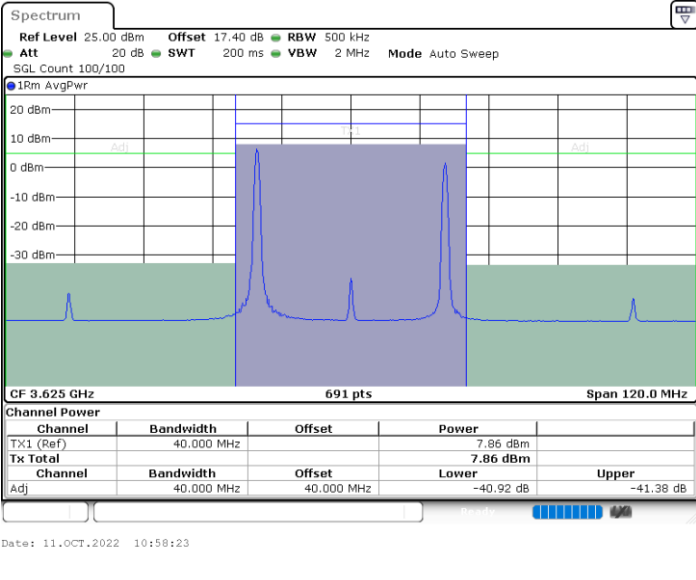 Spectrum
Ref Level 25.00 dBm Offset 17.40 dB RBW 500 kHz
Att 20 dB SWT 200 ms VBW 2 MHz Mode Auto Sweep
SGL Count 100/100
1Rm AvgPwr
20 dBm
TX1
10 dBm
Adj Adj
0 dBm
-10 dBm
-20 dBm
-30 dBm
CF 3.625 GHz 691 pts Span 120.0 MHz
Channel Power
Channel Bandwidth Offset Power
TX1 (Ref) 40.000 MHz 7.86 dBm
Tx Total 7.86 dBm
Channel Bandwidth Offset Lower Upper
Adj 40.000 MHz 40.000 MHz -40.92 dB -41.38 dB
Ready
Date: 11.OCT.2022 10:58:23